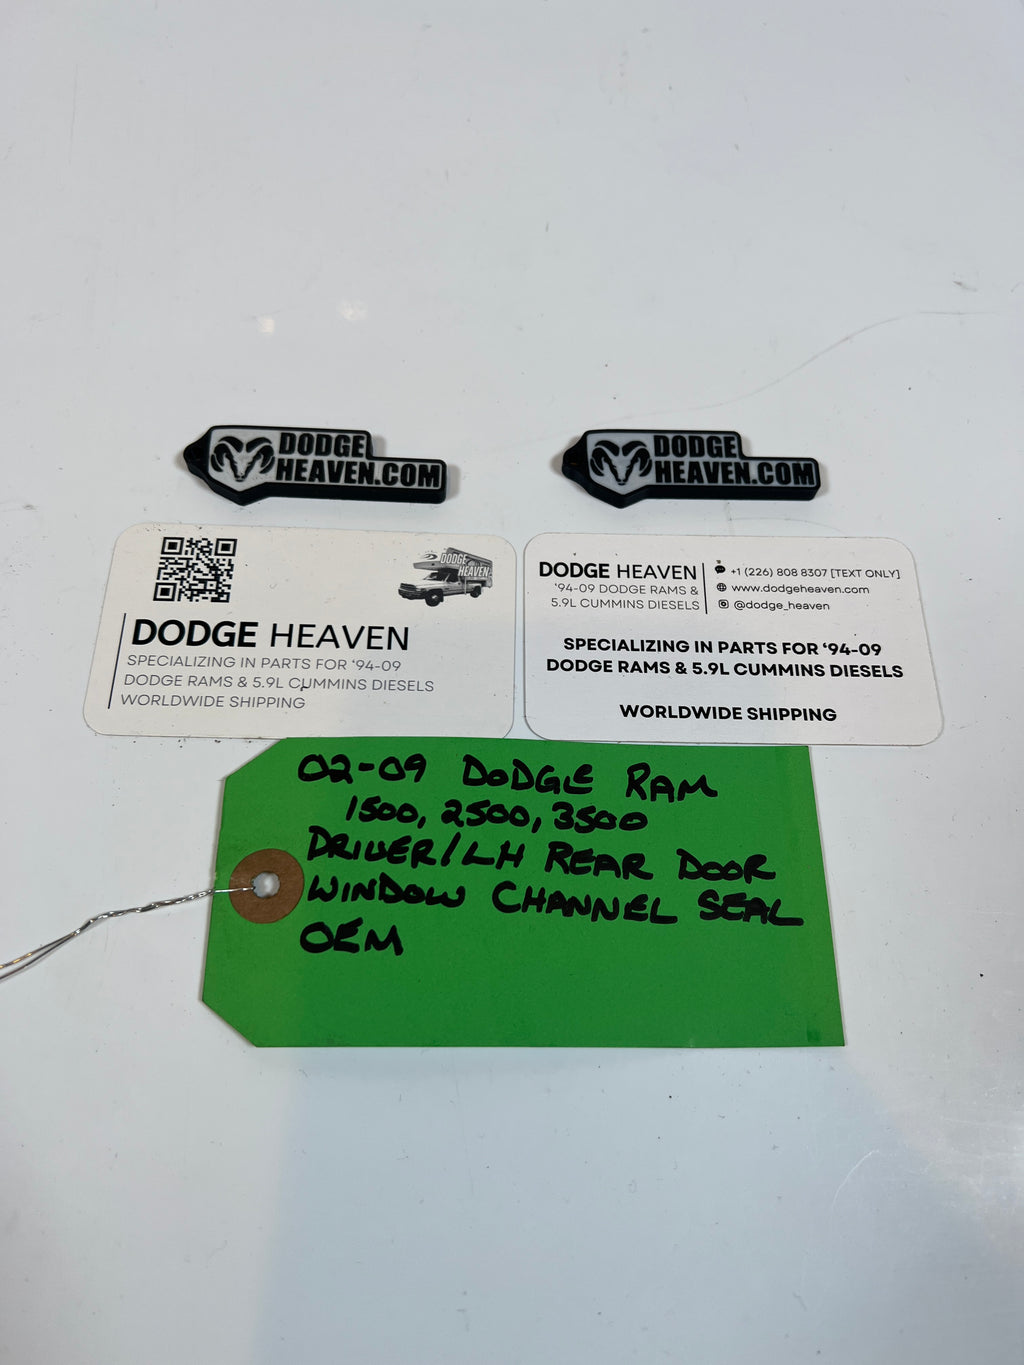 DODGE
HEAVEN.COM
DODGE
HEAVEN.COM
DODGE
HEAVEN
DODGE HEAVEN
SPECIALIZING IN PARTS FOR ‘94-09
DODGE RAMS & 5.9L CUMMINS DIESELS
WORLDWIDE SHIPPING
DODGE HEAVEN
‘94-09 DODGE RAMS &
5.9L CUMMINS DIESELS
+1 (226) 808 8307 [TEXT ONLY]
www.dodgeheaven.com
@dodge_heaven
SPECIALIZING IN PARTS FOR ‘94-09
DODGE RAMS & 5.9L CUMMINS DIESELS
WORLDWIDE SHIPPING
02-09 DODGE RAM
1500, 2500, 3500
DRIVER/LH REAR DOOR
WINDOW CHANNEL SEAL
OEM